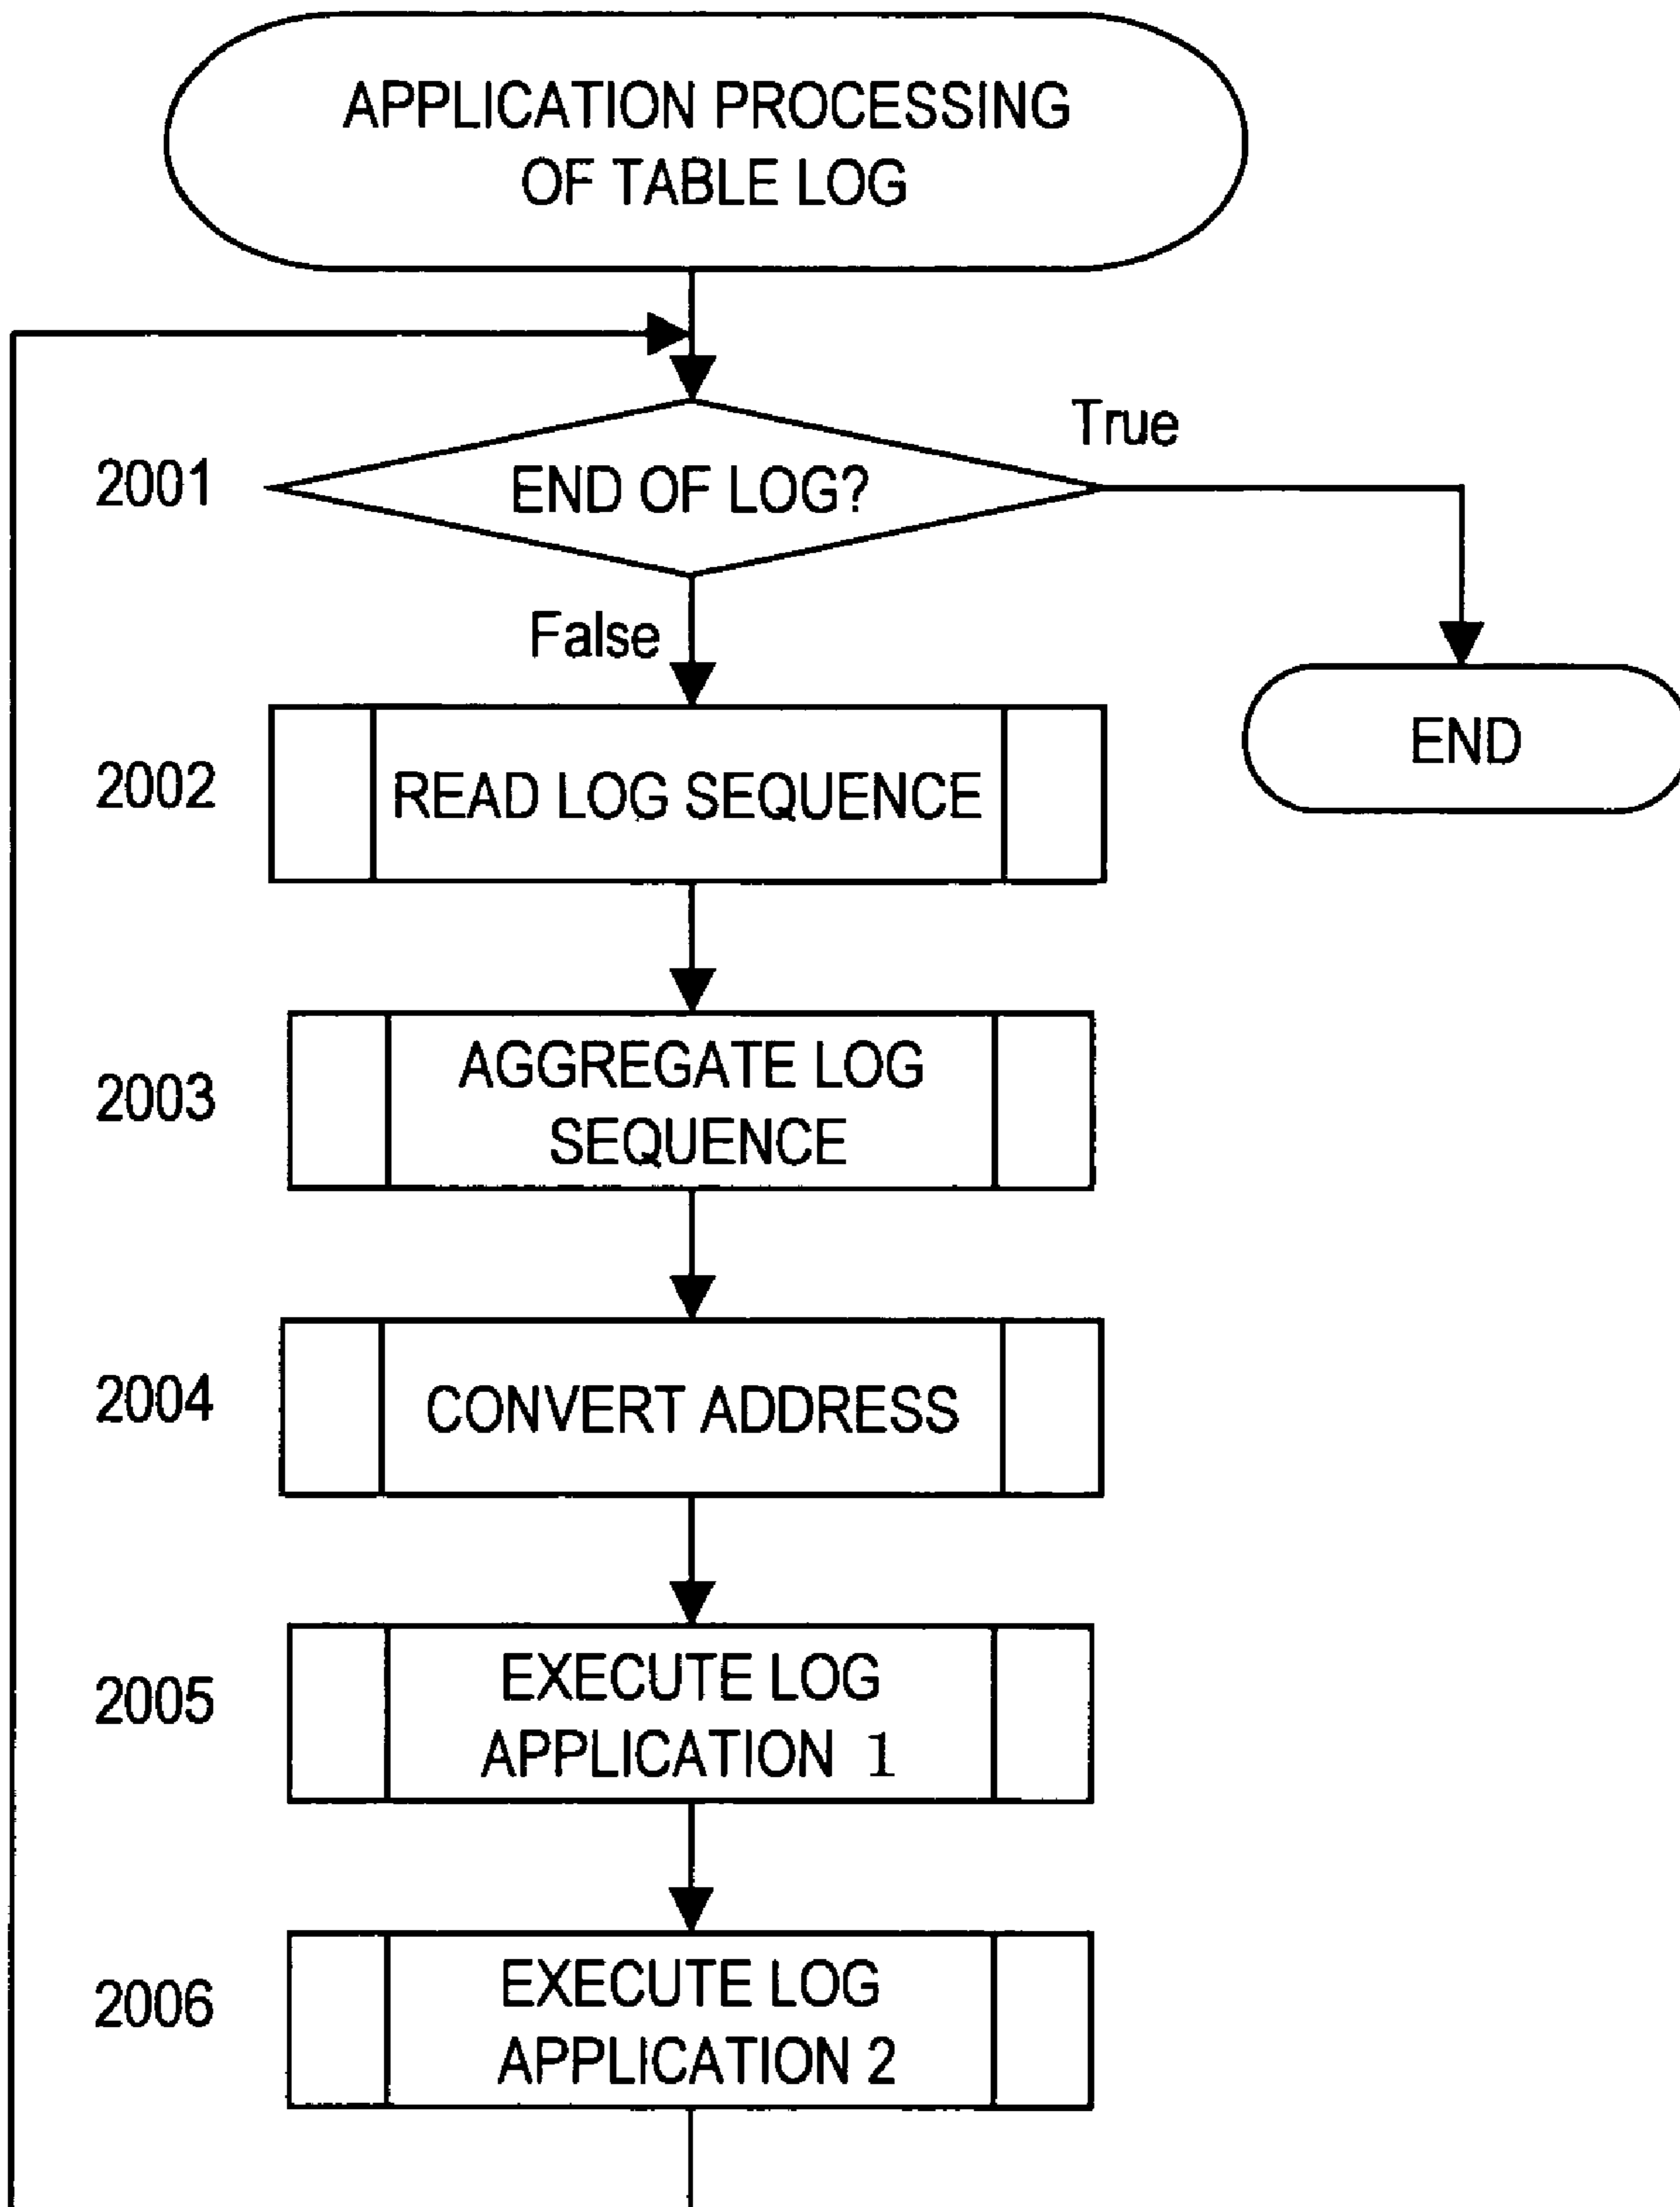 APPLICATION PROCESSING
OF TABLE LOG
True
2001
END OF LOG?
False
END
2002
READ LOG SEQUENCE
2003
AGGREGATE LOG
SEQUENCE
2004
CONVERT ADDRESS
2005
EXECUTE LOG
APPLICATION 1
2006
EXECUTE LOG
APPLICATION 2